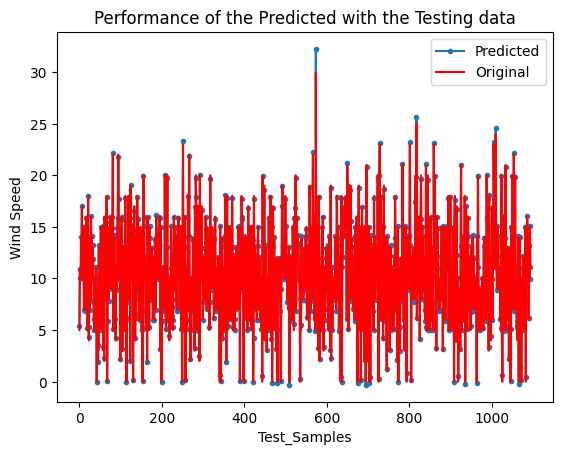 Performance of the Predicted with the Testing data
Predicted
Original
Wind Speed
30
25
20
15
10
5
0
0 200 400 600 800 1000
Test_Samples